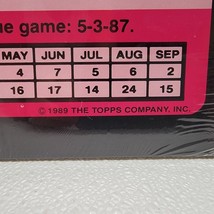 ne game: 5-3-87.
MAY JUN JUL AUG SEP
4 7 5 6 2
16 17 14 24 15
© 1989 THE TOPPS COMPANY, INC.